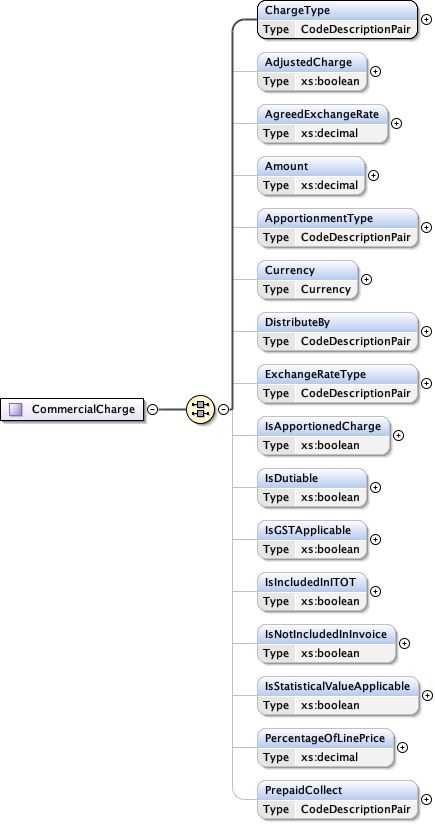 ChargeType
Type CodeDescriptionPair
AdjustedCharge
Type xs:boolean
AgreedExchangeRate
Type xs:decimal
Amount
Type xs:decimal
ApportionmentType
Type CodeDescriptionPair
Currency
Type Currency
DistributeBy
Type CodeDescriptionPair
ExchangeRateType
Type CodeDescriptionPair
CommercialCharge
IsApportionedCharge
Type xs:boolean
IsDutiable
Type xs:boolean
IsGSTApplicable
Type xs:boolean
IsIncludedInITOT
Type xs:boolean
IsNotIncludedInInvoice
Type xs:boolean
IsStatisticalValueApplicable
Type xs:boolean
PercentageOfLinePrice
Type xs:decimal
PrepaidCollect
Type CodeDescriptionPair